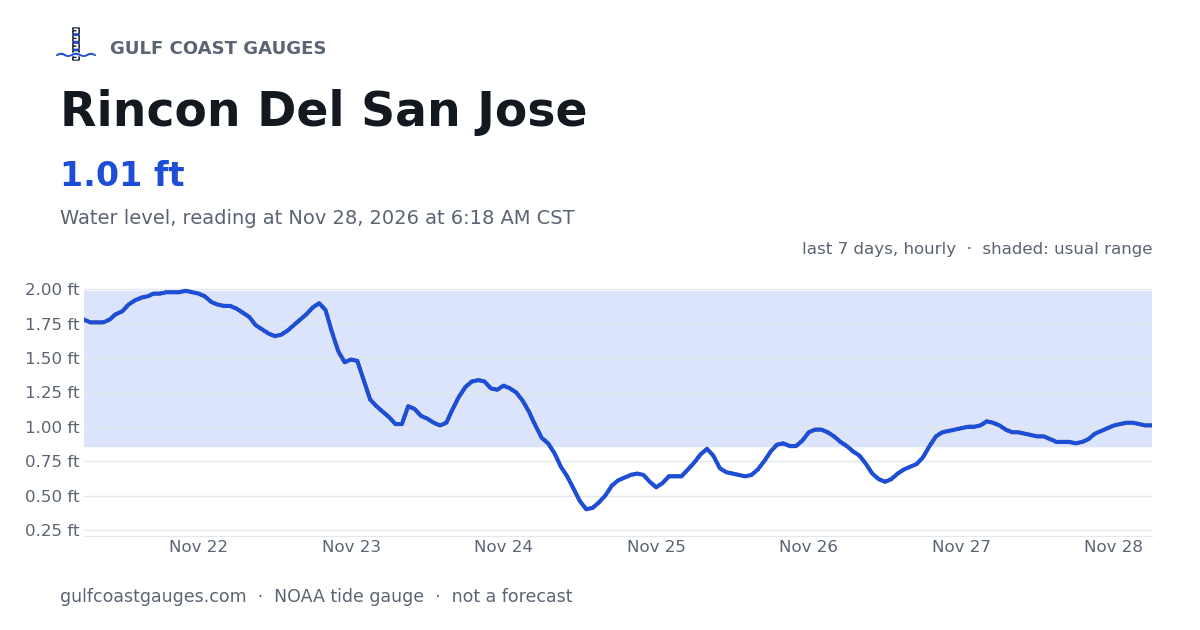 GULF COAST GAUGES
Rincon Del San Jose
1.01 ft
Water level, reading at Nov 28, 2026 at 6:18 AM CST
last 7 days, hourly · shaded: usual range
2.00 ft
1.75 ft
1.50 ft
1.25 ft
1.00 ft
0.75 ft
0.50 ft
0.25 ft
Nov 22 Nov 23 Nov 24 Nov 25 Nov 26 Nov 27 Nov 28
gulfcoastgauges.com · NOAA tide gauge · not a forecast